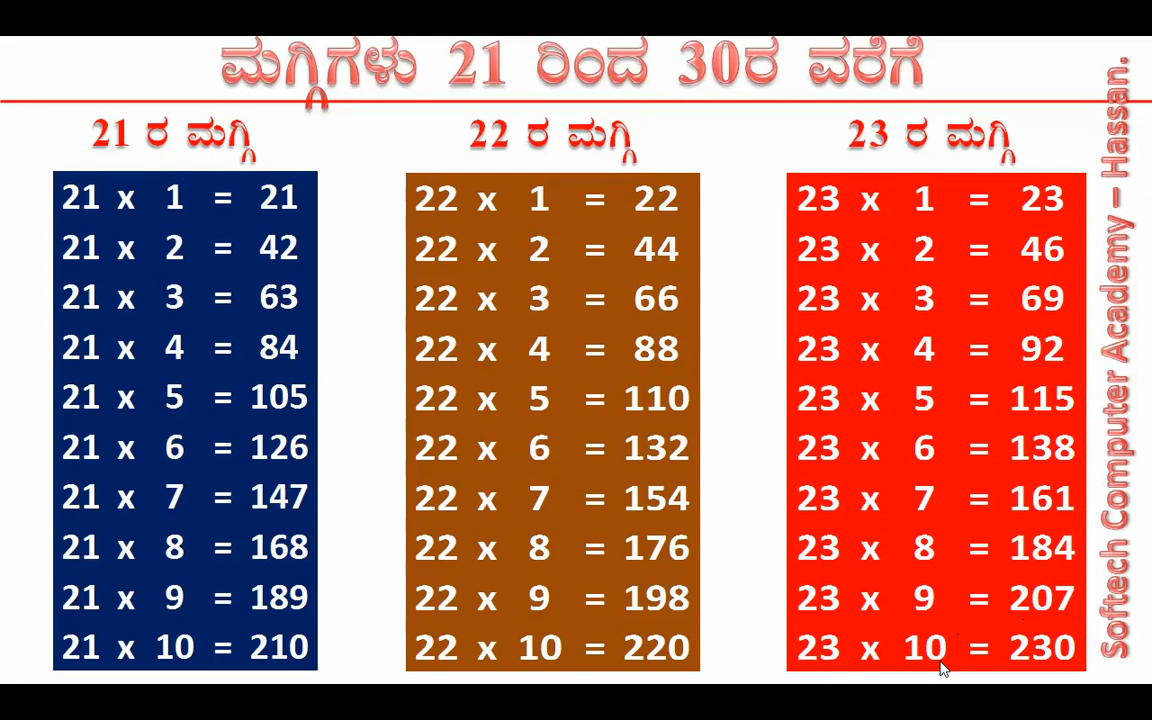 ಮಗ್ಗಿಗಳು 21 ರಿಂದ 30ರ ವರೆಗೆ
21 ರ ಮಗ್ಗಿ
21 x 1 = 21
21 x 2 = 42
21 x 3 = 63
21 x 4 = 84
21 x 5 = 105
21 x 6 = 126
21 x 7 = 147
21 x 8 = 168
21 x 9 = 189
21 x 10 = 210
22 ರ ಮಗ್ಗಿ
22 x 1 = 22
22 x 2 = 44
22 x 3 = 66
22 x 4 = 88
22 x 5 = 110
22 x 6 = 132
22 x 7 = 154
22 x 8 = 176
22 x 9 = 198
22 x 10 = 220
23 ರ ಮಗ್ಗಿ
23 x 1 = 23
23 x 2 = 46
23 x 3 = 69
23 x 4 = 92
23 x 5 = 115
23 x 6 = 138
23 x 7 = 161
23 x 8 = 184
23 x 9 = 207
23 x 10 = 230
Softech Computer Academy – Hassan.